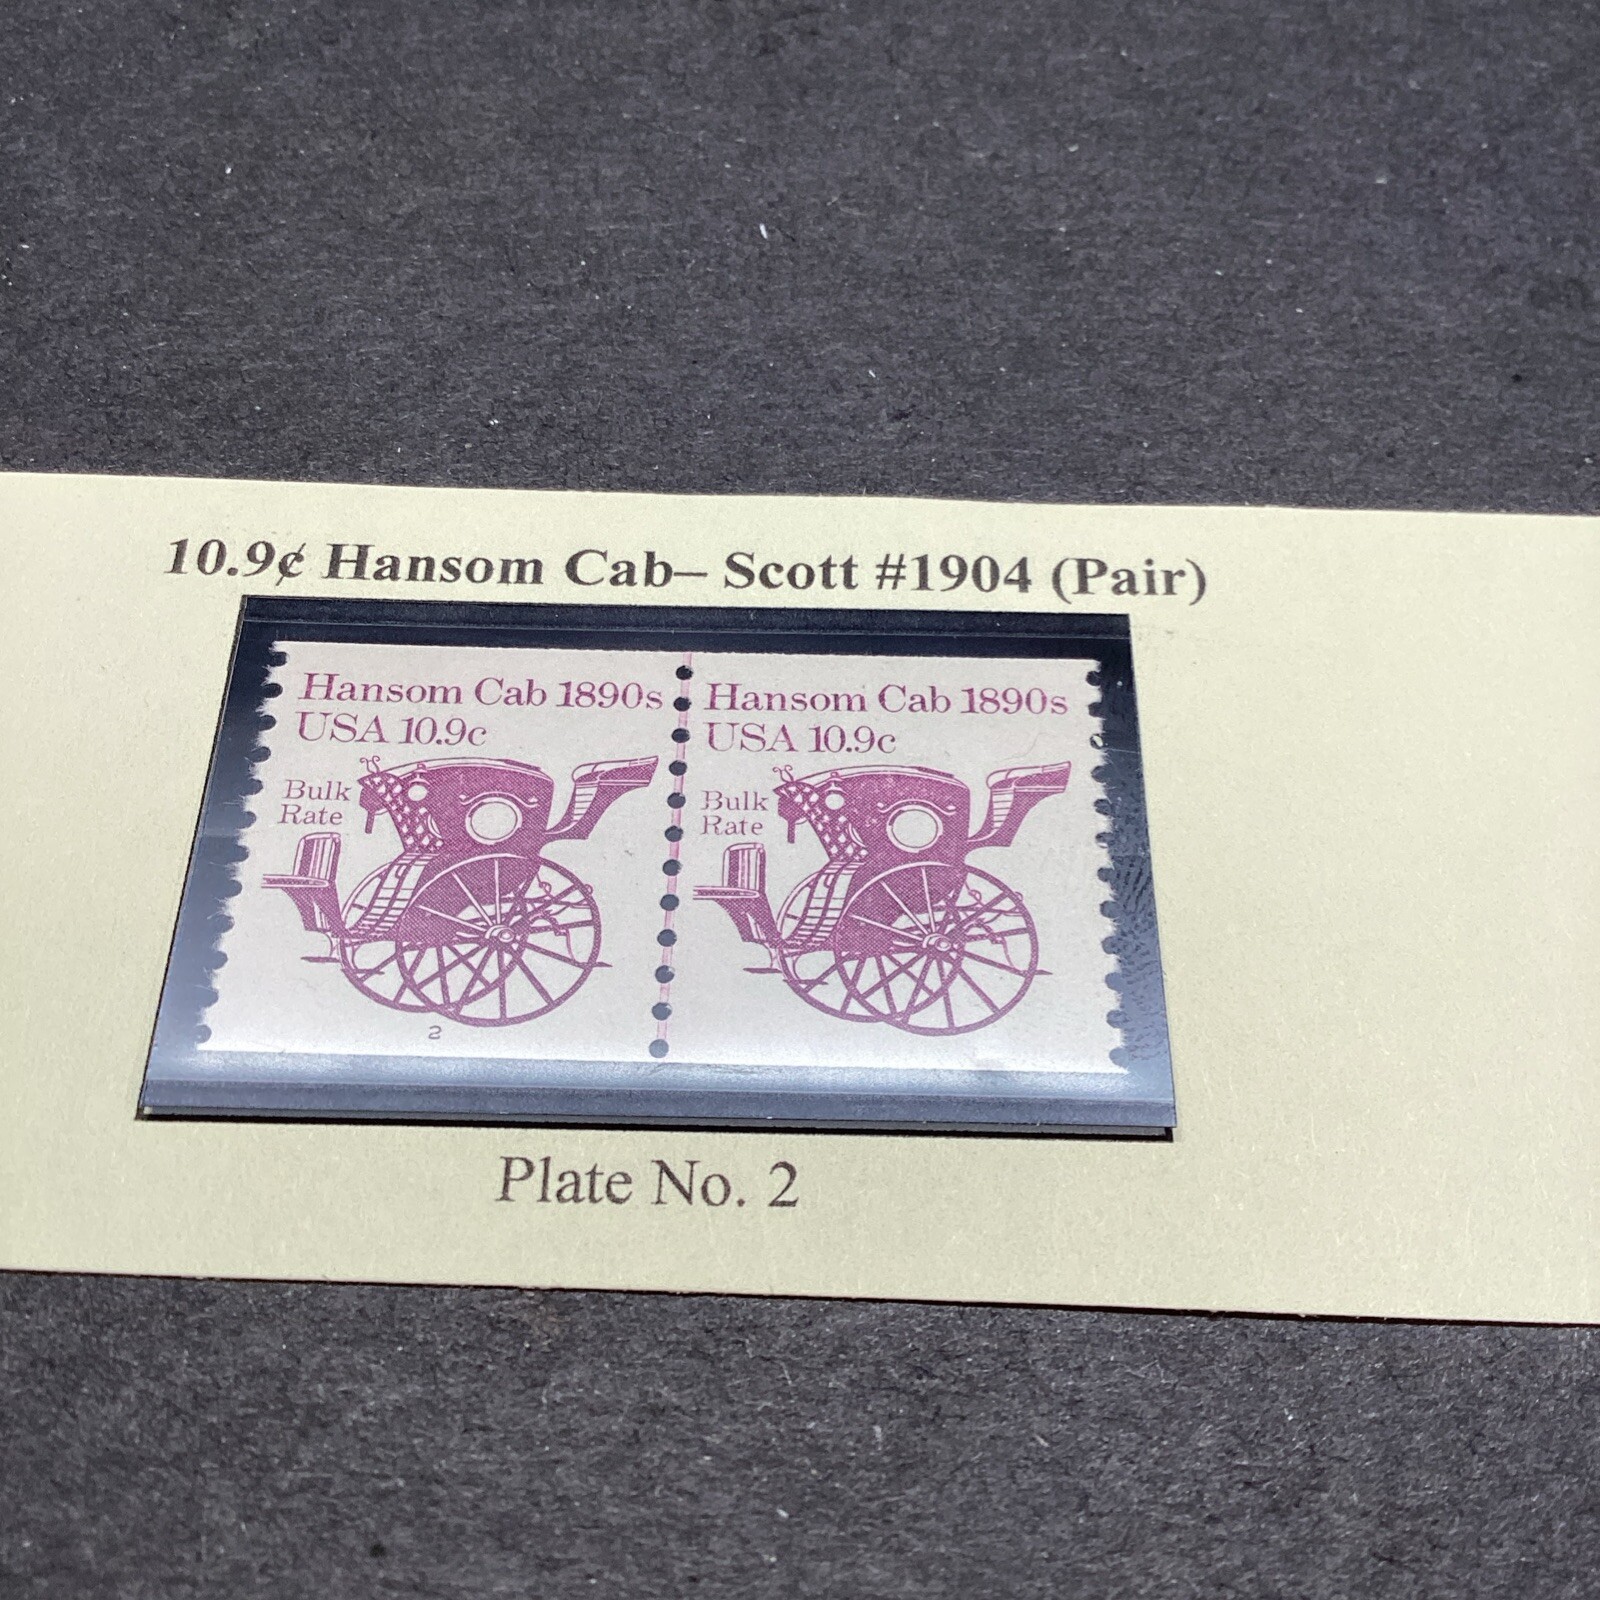 10.9¢ Hansom Cab– Scott #1904 (Pair)
Hansom Cab 1890s
USA 10.9c
Bulk
Rate
2
Hansom Cab 1890s
USA 10.9c
Bulk
Rate
Plate No. 2